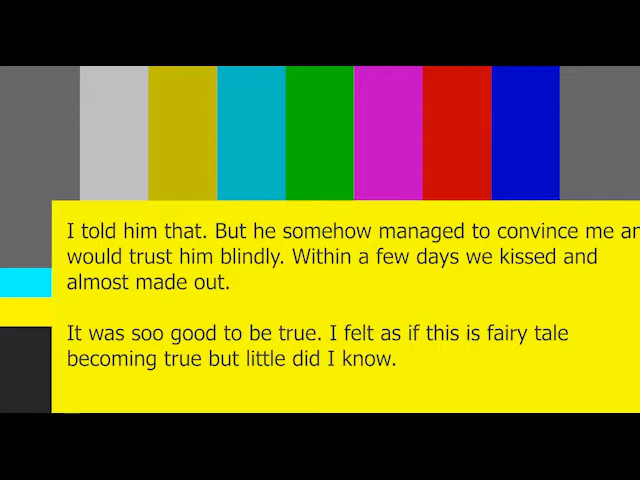 I told him that. But he somehow managed to convince me
would trust him blindly. Within a few days we kissed and
almost made out.
It was soo good to be true. I felt as if this is fairy tale
becoming true but little did I know.